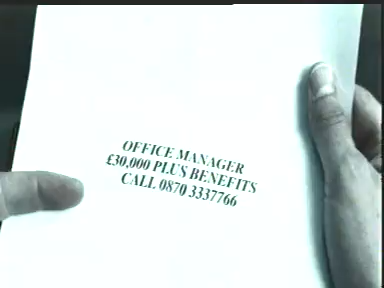 OFFICE MANAGER
£30,000 PLUS BENEFITS
CALL 0870 3337766